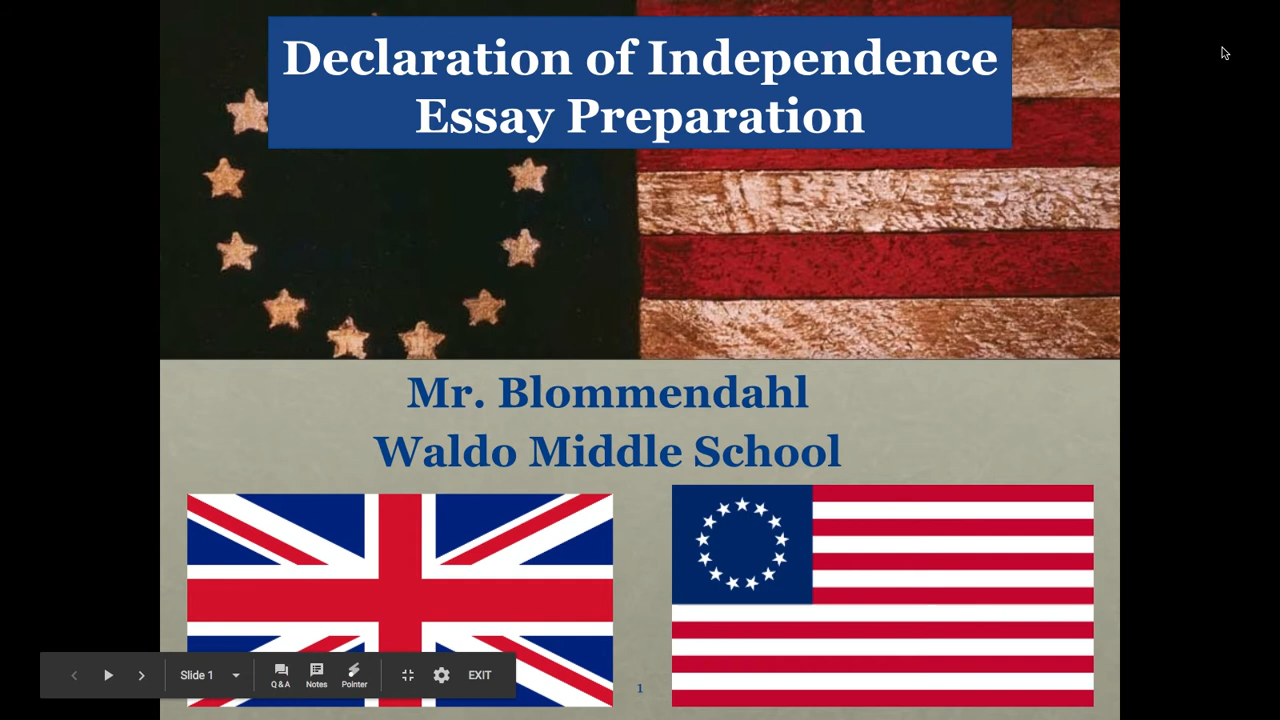 Declaration of Independence
Essay Preparation
Mr. Blommendahl
Waldo Middle School
Slide 1
Q & A
Notes
Pointer
EXIT
1